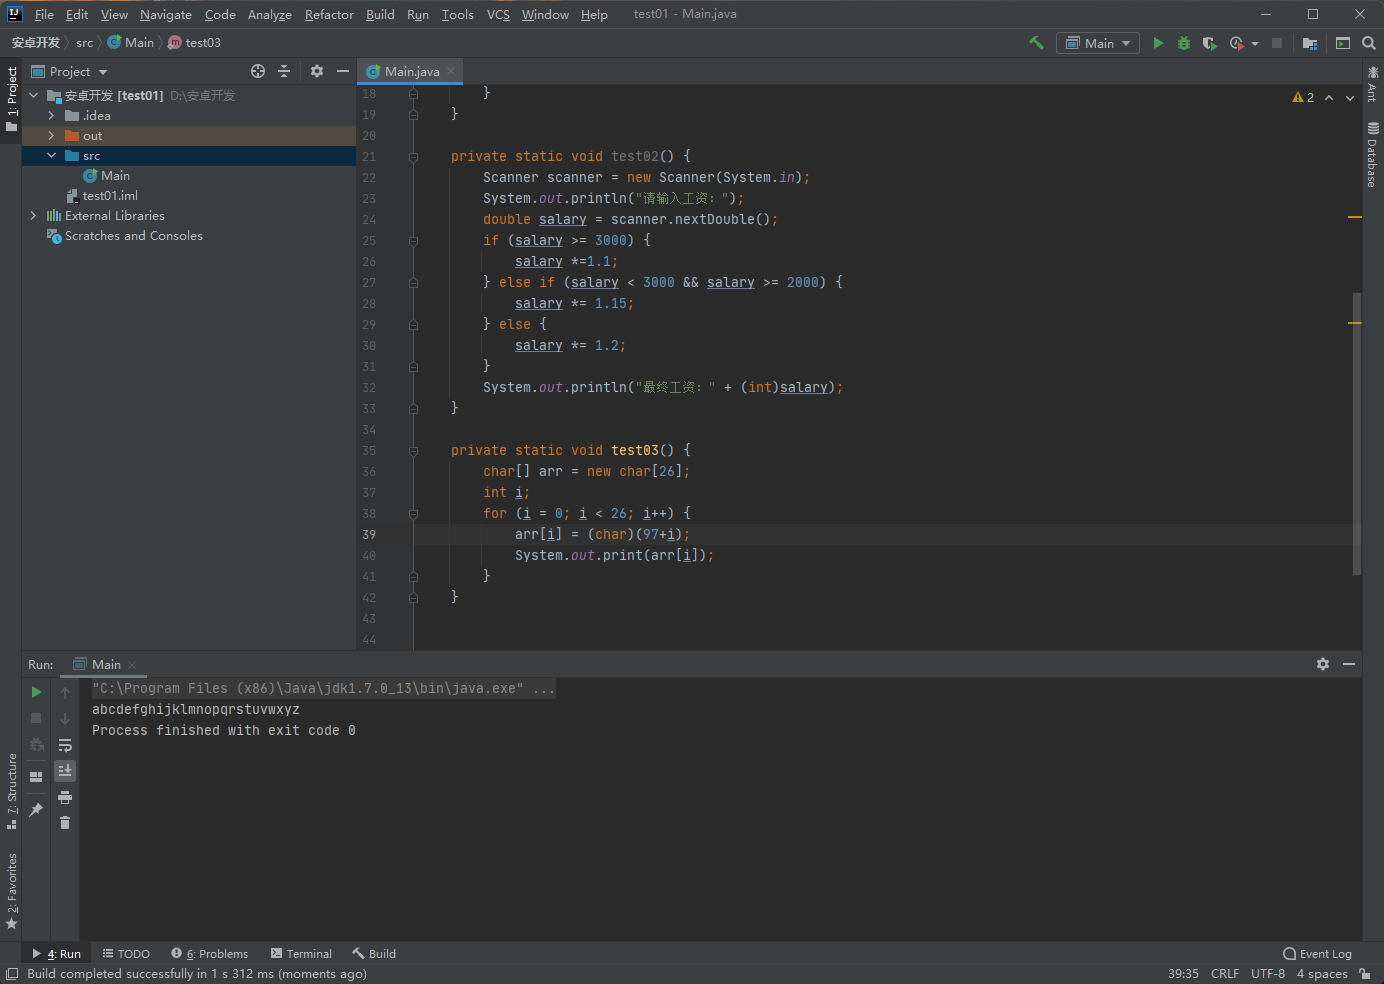 File Edit View Navigate Code Analyze Refactor Build Run Tools VCS Window Help test01 - Main.java
安卓开发 src Main test03 Main
1: Project
Project
Main.java
安卓开发 [test01] D:\安卓开发
.idea
out
src
Main
test01.iml
External Libraries
Scratches and Consoles
2
Ant
Database
18 }
19 }
20
21 private static void test02() {
22 Scanner scanner = new Scanner(System.in);
23 System.out.println("请输入工资：");
24 double salary = scanner.nextDouble();
25 if (salary >= 3000) {
26 salary *=1.1;
27 } else if (salary < 3000 && salary >= 2000) {
28 salary *= 1.15;
29 } else {
30 salary *= 1.2;
31 }
32 System.out.println("最终工资：" + (int)salary);
33 }
34
35 private static void test03() {
36 char[] arr = new char[26];
37 int i;
38 for (i = 0; i < 26; i++) {
39 arr[i] = (char)(97+i);
40 System.out.print(arr[i]);
41 }
42 }
43
44
Run: Main
"C:\Program Files (x86)\Java\jdk1.7.0_13\bin\java.exe" ...
abcdefghijklmnopqrstuvwxyz
Process finished with exit code 0
7: Structure
2: Favorites
4: Run TODO 6: Problems Terminal Build Event Log
Build completed successfully in 1 s 312 ms (moments ago) 39:35 CRLF UTF-8 4 spaces